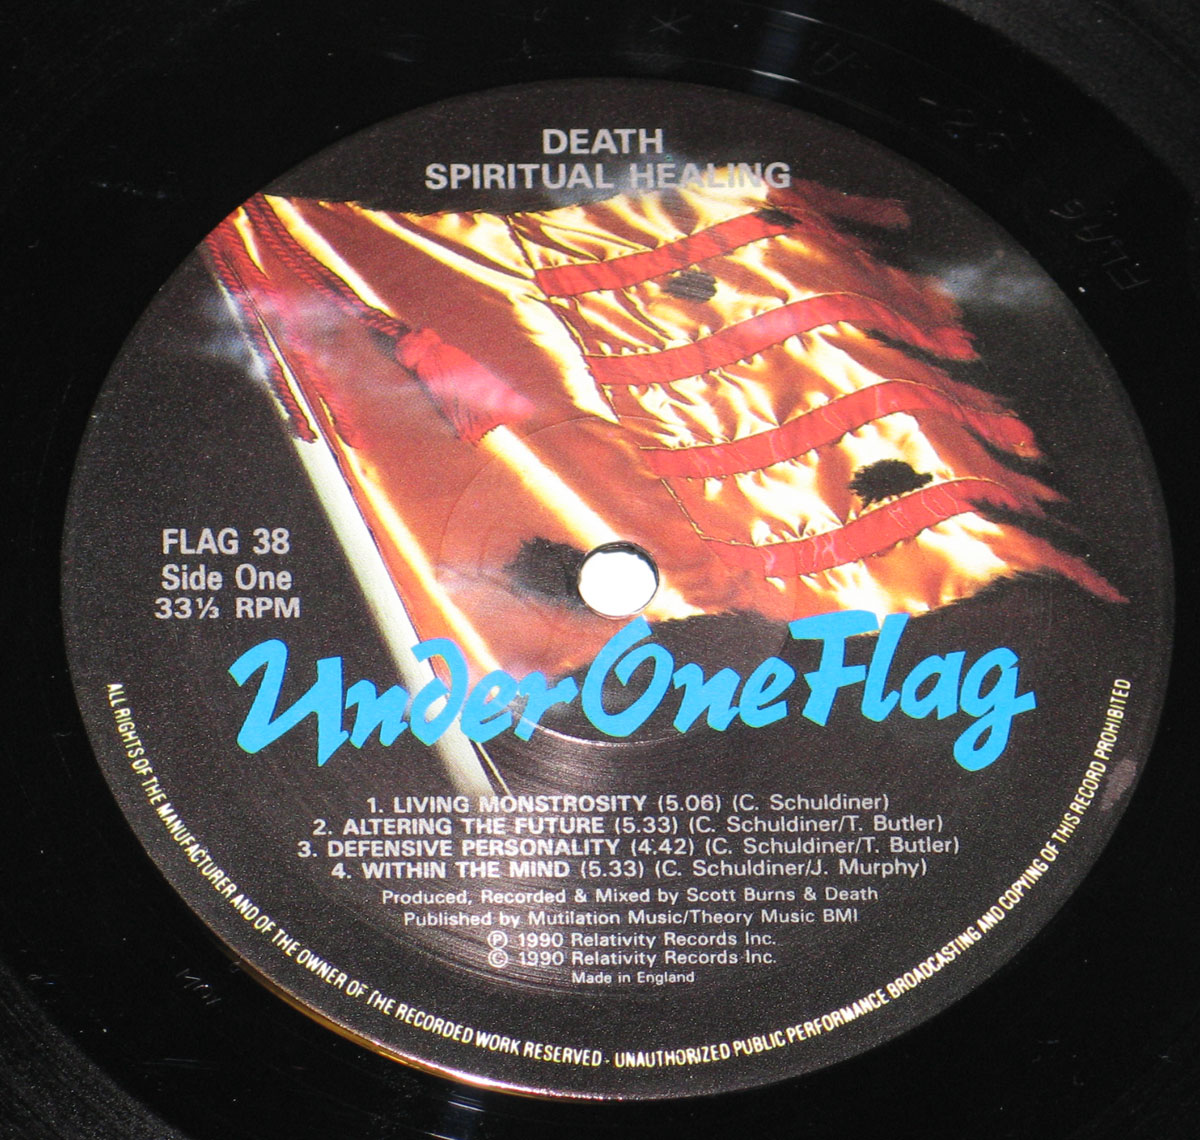 DEATH
SPIRITUAL HEALING
FLAG 38
Side One
33⅓ RPM
Under One Flag
1. LIVING MONSTROSITY (5.06) (C. Schuldiner)
2. ALTERING THE FUTURE (5.33) (C. Schuldiner/T. Butler)
3. DEFENSIVE PERSONALITY (4.42) (C. Schuldiner/T. Butler)
4. WITHIN THE MIND (5.33) (C. Schuldiner/J. Murphy)
Produced, Recorded & Mixed by Scott Burns & Death
Published by Mutilation Music/Theory Music BMI
℗ 1990 Relativity Records Inc.
© 1990 Relativity Records Inc.
Made in England
ALL RIGHTS OF THE MANUFACTURER AND OF THE OWNER OF THE RECORDED WORK RESERVED - UNAUTHORIZED PUBLIC PERFORMANCE BROADCASTING AND COPYING OF THIS RECORD PROHIBITED
FLAG